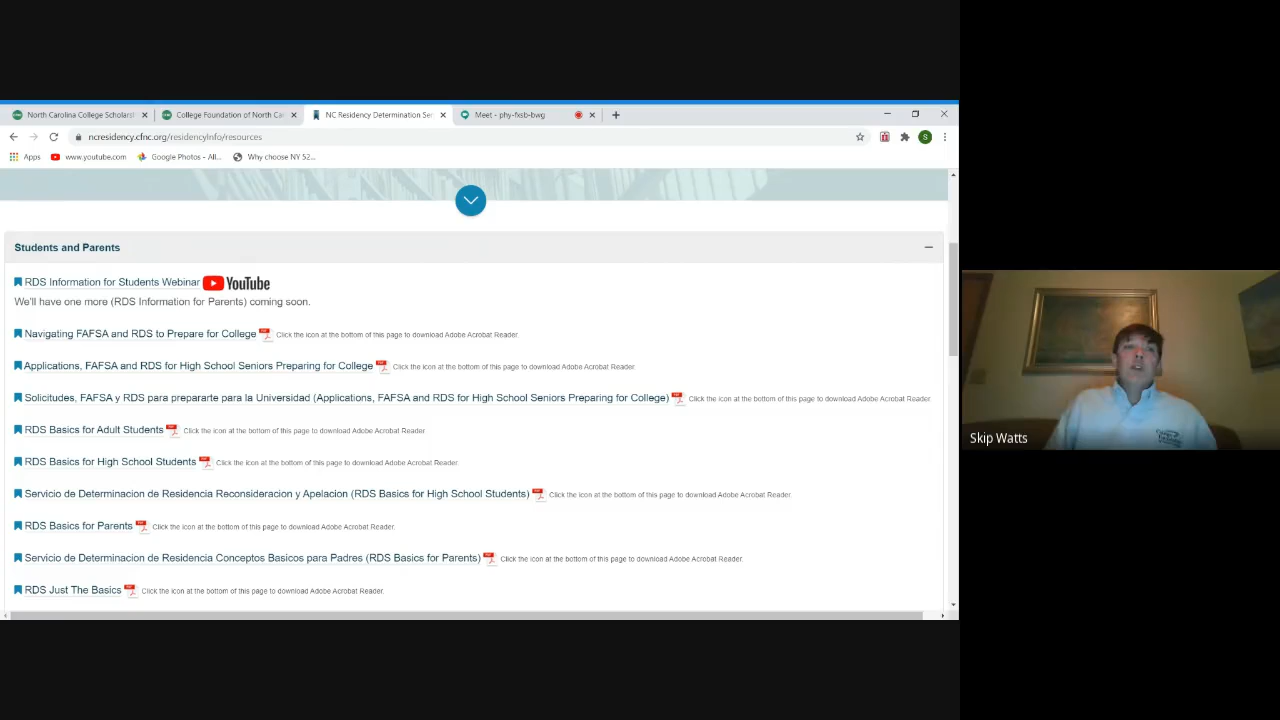 North Carolina College Scholarsh
College Foundation of North Car
NC Residency Determination Ser
Meet - phy-fxsb-bwg
ncresidency.cfnc.org/residencyInfo/resources
S
Apps
www.youtube.com
Google Photos - All...
Why choose NY 52...
Students and Parents
RDS Information for Students Webinar YouTube
We'll have one more (RDS Information for Parents) coming soon.
Navigating FAFSA and RDS to Prepare for College Click the icon at the bottom of this page to download Adobe Acrobat Reader.
Applications, FAFSA and RDS for High School Seniors Preparing for College Click the icon at the bottom of this page to download Adobe Acrobat Reader.
Solicitudes, FAFSA y RDS para prepararte para la Universidad (Applications, FAFSA and RDS for High School Seniors Preparing for College) Click the icon at the bottom of this page to download Adobe Acrobat Reader.
RDS Basics for Adult Students Click the icon at the bottom of this page to download Adobe Acrobat Reader.
RDS Basics for High School Students Click the icon at the bottom of this page to download Adobe Acrobat Reader.
Servicio de Determinacion de Residencia Reconsideracion y Apelacion (RDS Basics for High School Students) Click the icon at the bottom of this page to download Adobe Acrobat Reader.
RDS Basics for Parents Click the icon at the bottom of this page to download Adobe Acrobat Reader.
Servicio de Determinacion de Residencia Conceptos Basicos para Padres (RDS Basics for Parents) Click the icon at the bottom of this page to download Adobe Acrobat Reader.
RDS Just The Basics Click the icon at the bottom of this page to download Adobe Acrobat Reader.
Skip Watts